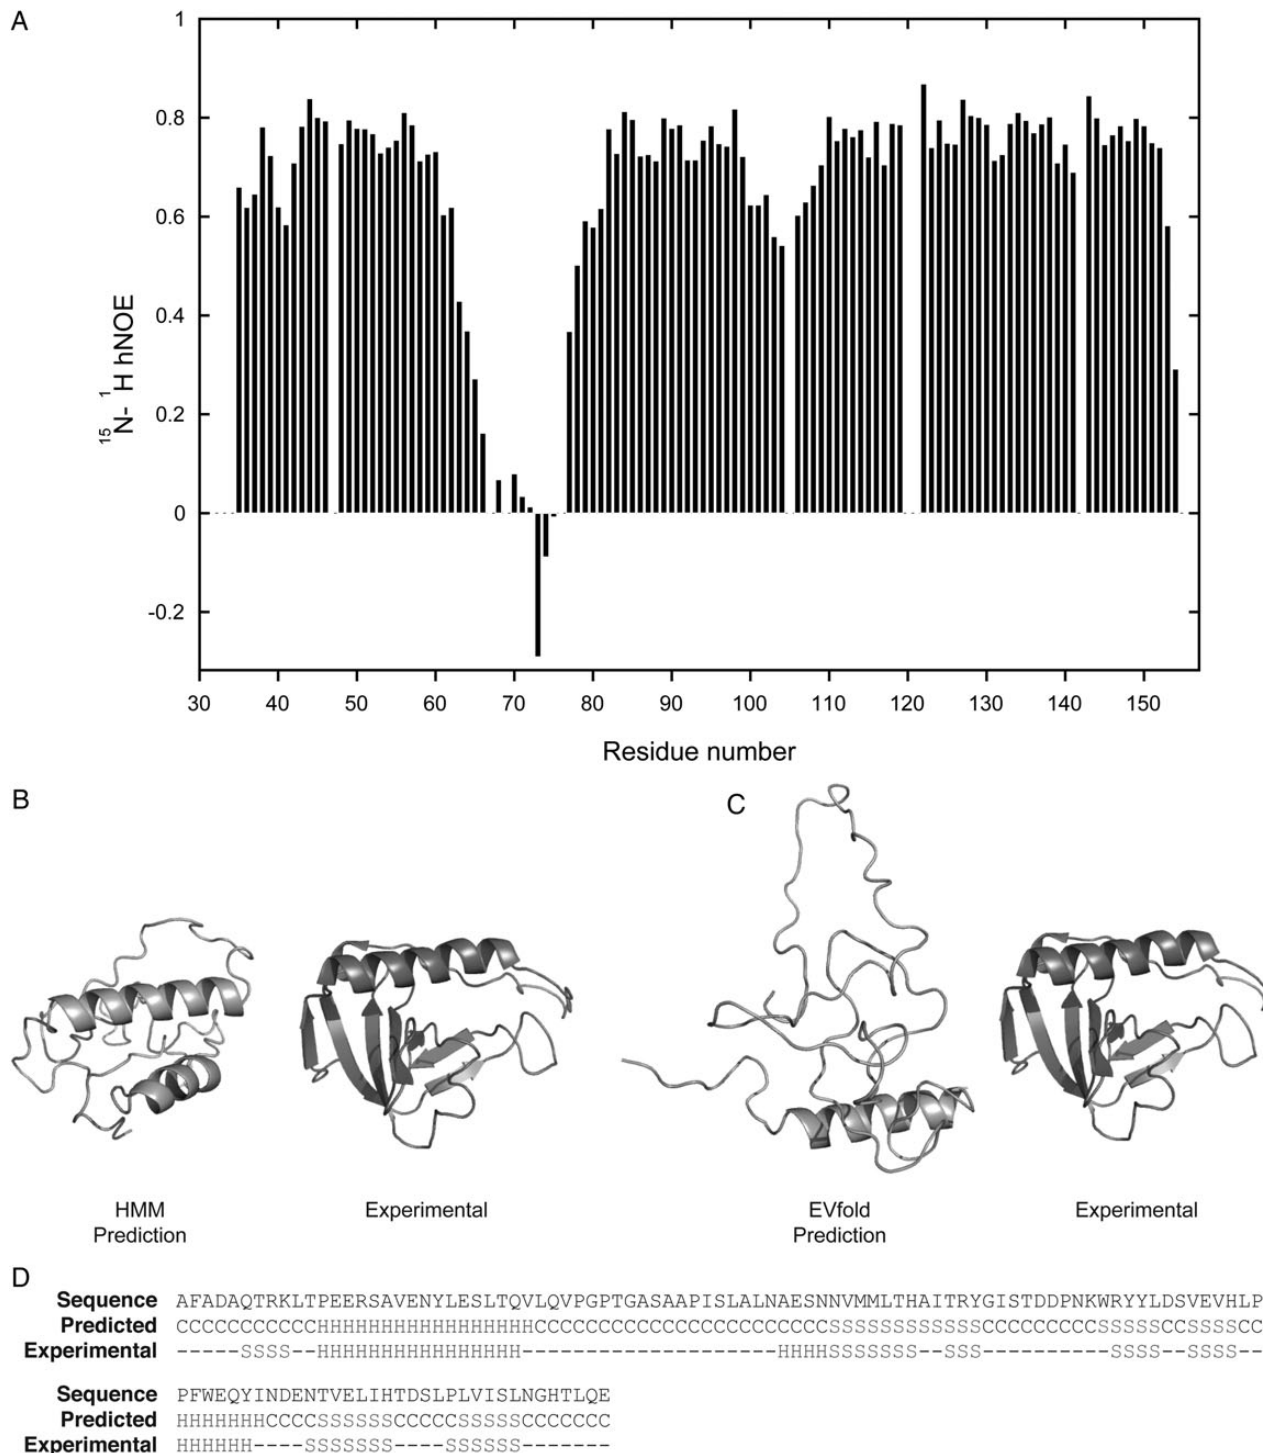 A
1
0.8
0.6
0.4
0.2
0
-0.2
15N- 1H hNOE
30 40 50 60 70 80 90 100 110 120 130 140 150
Residue number
B
C
HMM Experimental EVfold Experimental
Prediction Prediction
D
Sequence AFADAQTRKLTPEERSAVENYLESLTQVLQVPGPTGASAAPISLALNAESNNVMMLTHAITRYGISTDDPNKWRYYLDSVEVHLP
Predicted CCCCCCCCCCCHHHHHHHHHHHHHHHHHCCCCCCCCCCCCCCCCCCCCCCCSSSSSSSSSSSSCCCCCCCCCSSSSSCCSSSSCC
Experimental -----SSSS--HHHHHHHHHHHHHHHH--------------------HHHHSSSSSSS--SSS----------SSSS--SSSS--
Sequence PFWEQYINDENTVELIHTDSLPLVISLNGHTLQE
Predicted HHHHHHHCCCCSSSSSSCCCCCSSSSSCCCCCCC
Experimental HHHHHH----SSSSSSS----SSSSSS-------